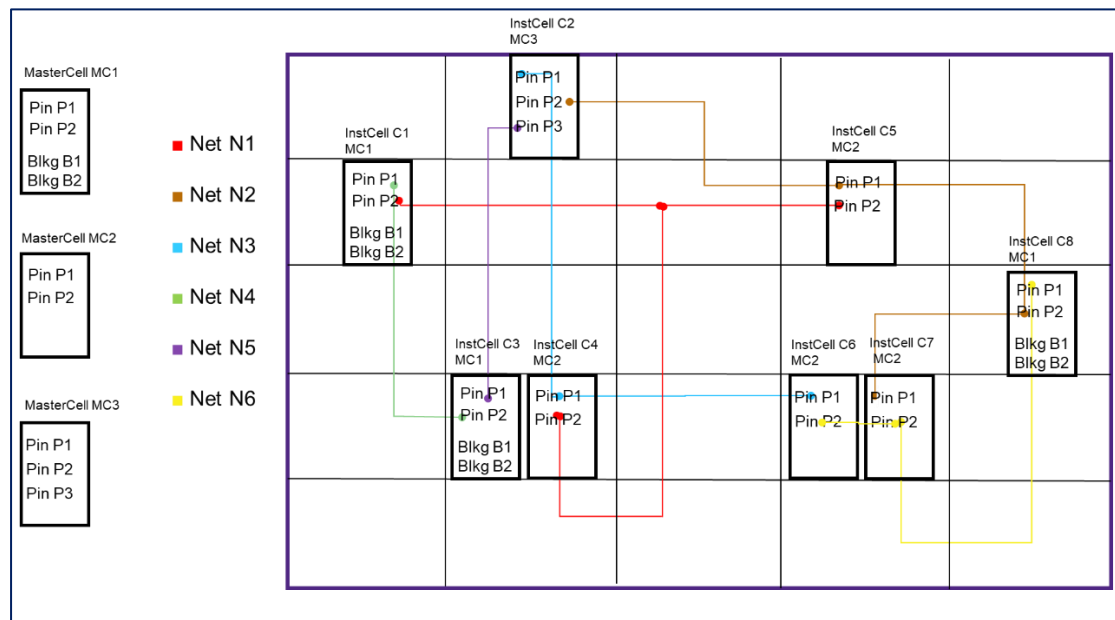 MasterCell MC1
Pin P1
Pin P2
Blkg B1
Blkg B2
MasterCell MC2
Pin P1
Pin P2
MasterCell MC3
Pin P1
Pin P2
Pin P3
Net N1
Net N2
Net N3
Net N4
Net N5
Net N6
InstCell C2
MC3
Pin P1
Pin P2
Pin P3
InstCell C1
MC1
Pin P1
Pin P2
Blkg B1
Blkg B2
InstCell C5
MC2
Pin P1
Pin P2
InstCell C8
MC1
Pin P1
Pin P2
Blkg B1
Blkg B2
InstCell C3
MC1
Pin P1
Pin P2
Blkg B1
Blkg B2
InstCell C4
MC2
Pin P1
Pin P2
InstCell C6
MC2
Pin P1
Pin P2
InstCell C7
MC2
Pin P1
Pin P2